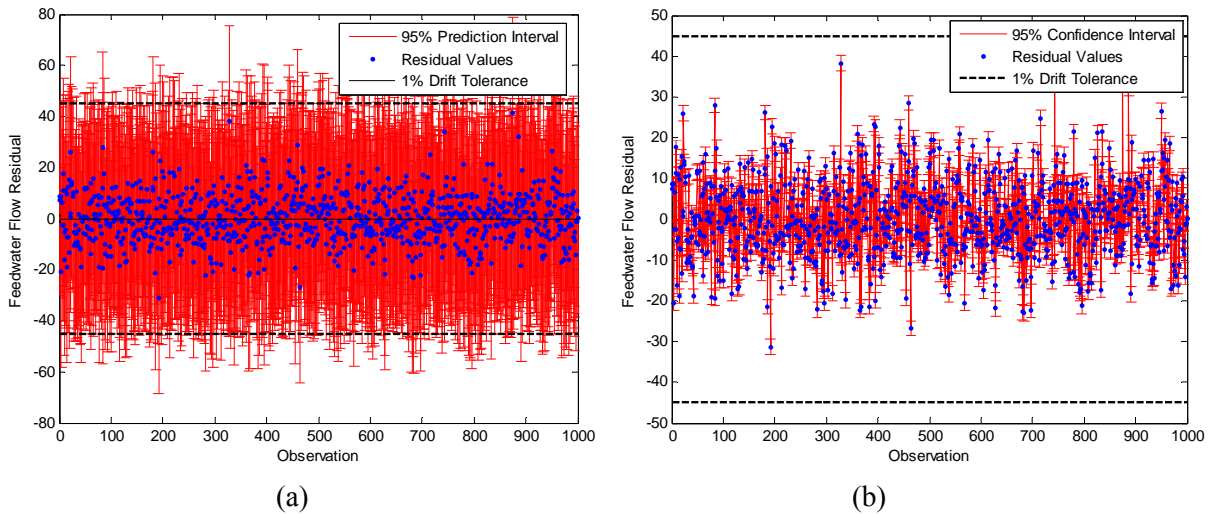 80
60
40
20
0
-20
-40
-60
-80
Feedwater Flow Residual
95% Prediction Interval
Residual Values
1% Drift Tolerance
0 100 200 300 400 500 600 700 800 900 1000
Observation
(a)
50
40
30
20
10
0
-10
-20
-30
-40
-50
Feedwater Flow Residual
95% Confidence Interval
Residual Values
1% Drift Tolerance
0 100 200 300 400 500 600 700 800 900 1000
Observation
(b)